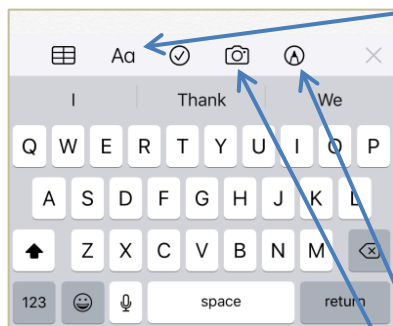 Aa
I Thank We
Q W E R T Y U I O P
A S D F G H J K L
Z X C V B N M
123 space return